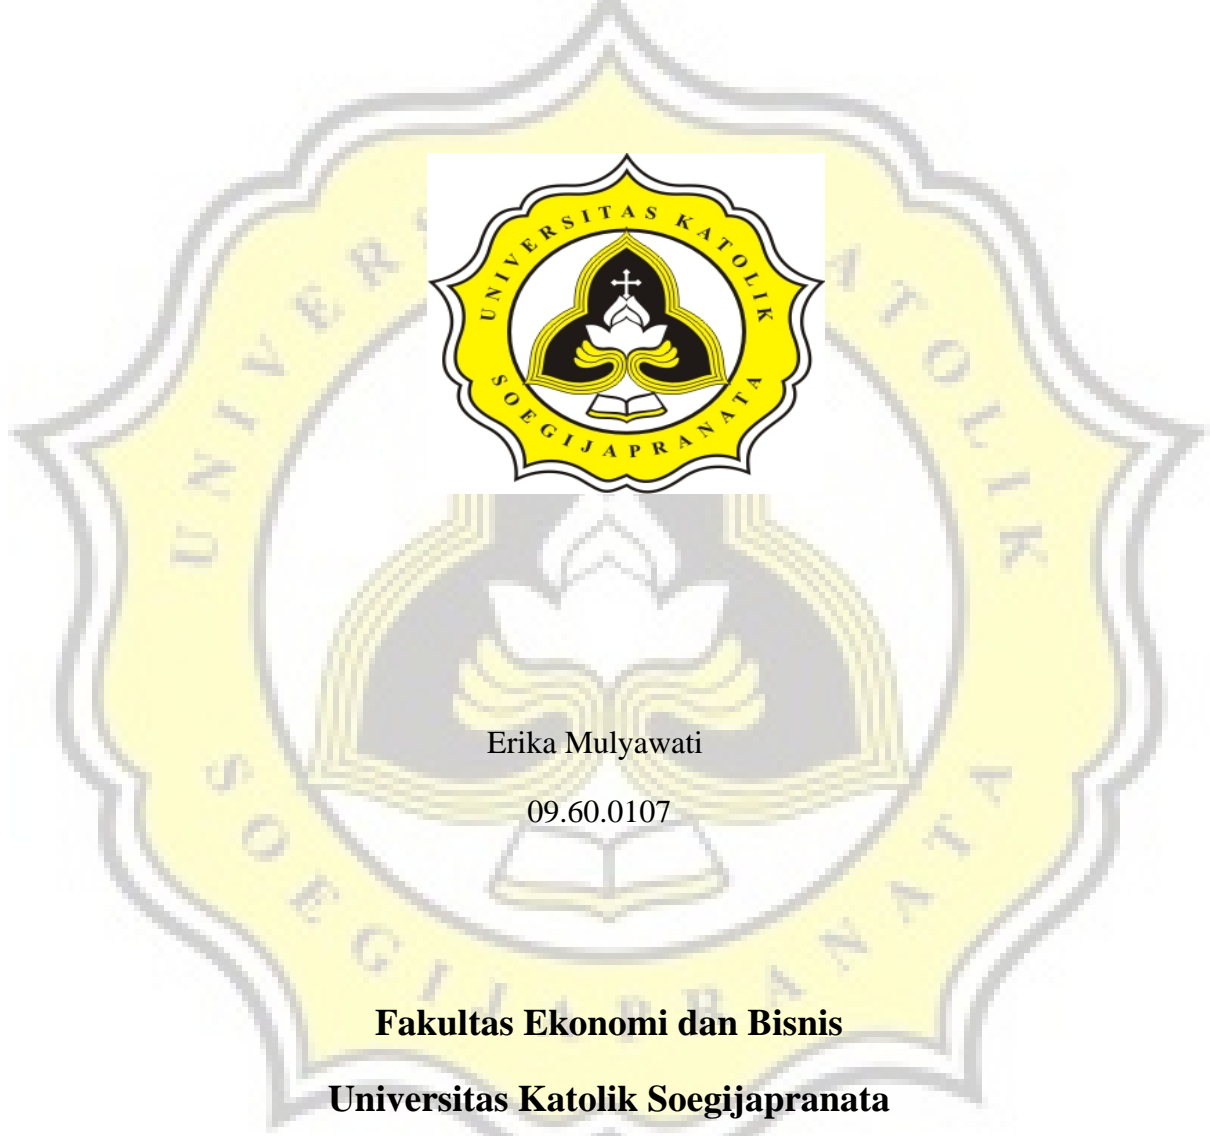 UNIVERSITAS KATOLIK
SOEGIJAPRANATA
Erika Mulyawati
09.60.0107
Fakultas Ekonomi dan Bisnis
Universitas Katolik Soegijapranata